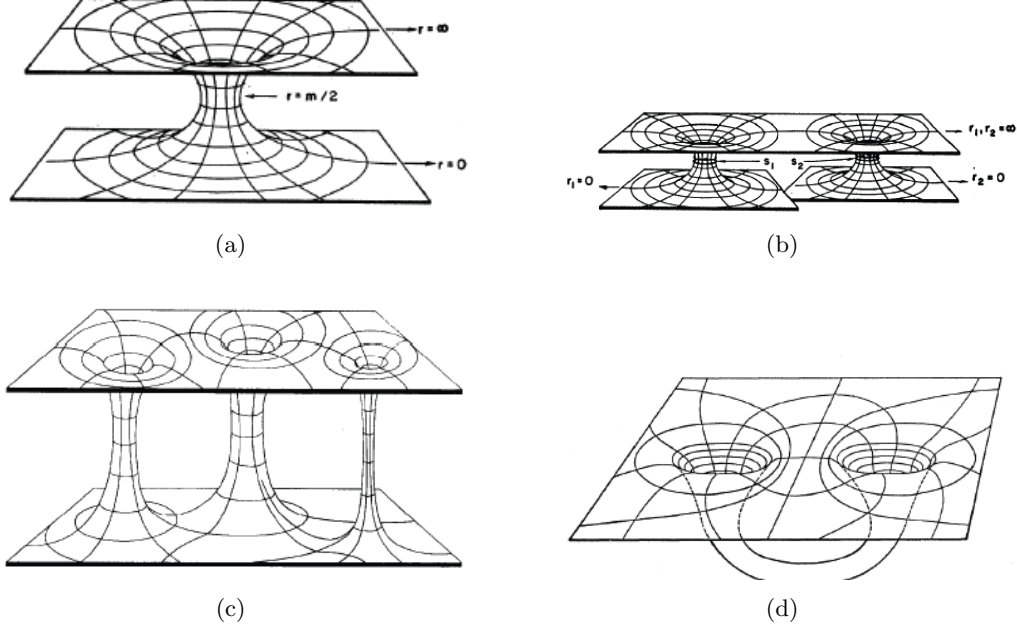 r = ∞
r = m/2
r = 0
(a)
r₁, r₂ = ∞
s₁ s₂
r₁ = 0
r₂ = 0
(b)
(c)
(d)